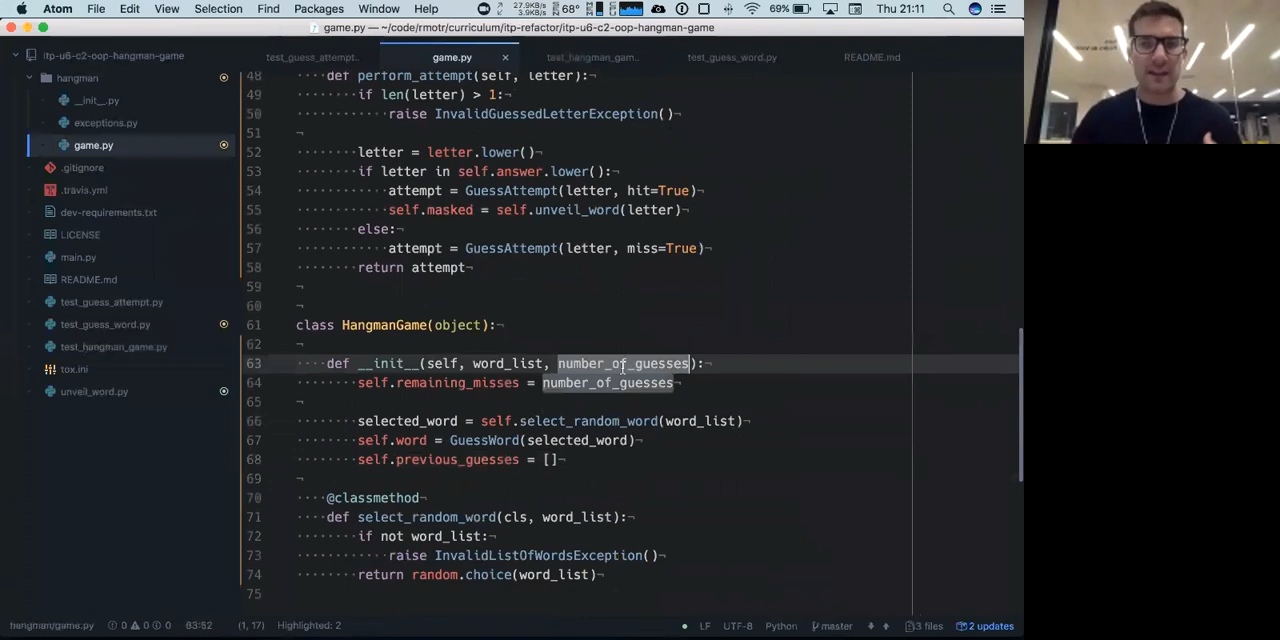 Atom File Edit View Selection Find Packages Window Help 27.9KB/s 3.9KB/s 68° 69% Thu 21:11
game.py — ~/code/rmotr/curriculum/itp-refactor/itp-u6-c2-oop-hangman-game
itp-u6-c2-oop-hangman-game
hangman
__init__.py
exceptions.py
game.py
.gitignore
.travis.yml
dev-requirements.txt
LICENSE
main.py
README.md
test_guess_attempt.py
test_guess_word.py
test_hangman_game.py
tox.ini
unveil_word.py
test_guess_attempt.. game.py test_hangman_gam... test_guess_word.py README.md
48 def perform_attempt(self, letter):
49 if len(letter) > 1:
50 raise InvalidGuessedLetterException()
51
52 letter = letter.lower()
53 if letter in self.answer.lower():
54 attempt = GuessAttempt(letter, hit=True)
55 self.masked = self.unveil_word(letter)
56 else:
57 attempt = GuessAttempt(letter, miss=True)
58 return attempt
59
60
61 class HangmanGame(object):
62
63 def __init__(self, word_list, number_of_guesses):
64 self.remaining_misses = number_of_guesses
65
66 selected_word = self.select_random_word(word_list)
67 self.word = GuessWord(selected_word)
68 self.previous_guesses = []
69
70 @classmethod
71 def select_random_word(cls, word_list):
72 if not word_list:
73 raise InvalidListOfWordsException()
74 return random.choice(word_list)
75
hangman/game.py 0 0 0 63:52 (1, 17) Highlighted: 2 LF UTF-8 Python master 3 files 2 updates